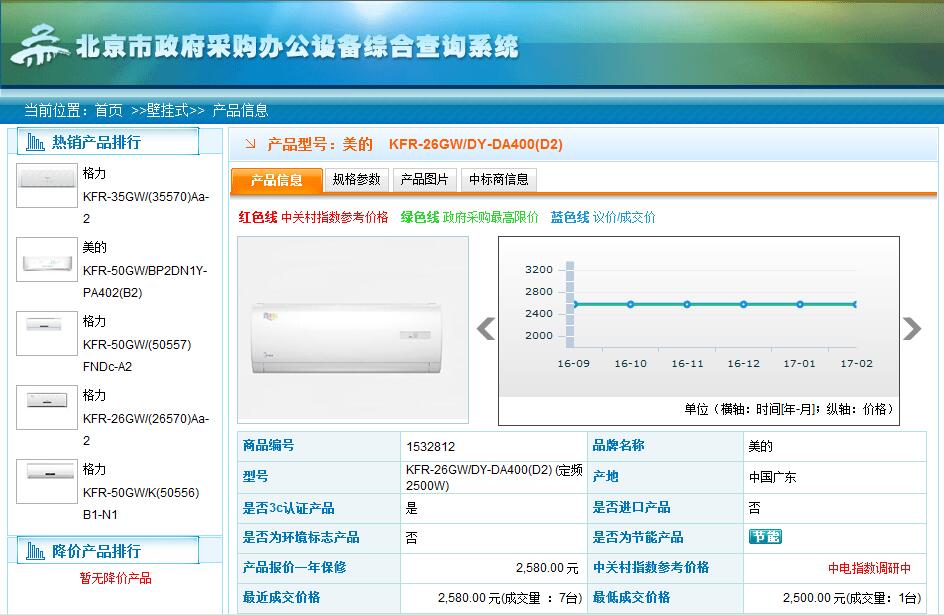 北京市政府采购办公设备综合查询系统
当前位置：首页 >>壁挂式>> 产品信息
热销产品排行
格力
KFR-35GW/(35570)Aa-
2
美的
KFR-50GW/BP2DN1Y-
PA402(B2)
格力
KFR-50GW/(50557)
FNDc-A2
格力
KFR-26GW/(26570)Aa-
2
格力
KFR-50GW/K(50556)
B1-N1
降价产品排行
暂无降价产品
产品型号：美的 KFR-26GW/DY-DA400(D2)
产品信息 规格参数 产品图片 中标商信息
红色线 中关村指数参考价格 绿色线 政府采购最高限价 蓝色线 议价/成交价
3200
2800
2400
2000
16-09 16-10 16-11 16-12 17-01 17-02
单位（横轴：时间[年-月]；纵轴：价格）
商品编号 1532812 品牌名称 美的
型号 KFR-26GW/DY-DA400(D2) (定频
2500W) 产地 中国广东
是否3c认证产品 是 是否进口产品 否
是否为环境标志产品 否 是否为节能产品 节能
产品报价一年保修 2,580.00 元 中关村指数参考价格 中电指数调研中
最近成交价格 2,580.00 元(成交量 ：7台) 最低成交价格 2,500.00 元(成交量：1台)